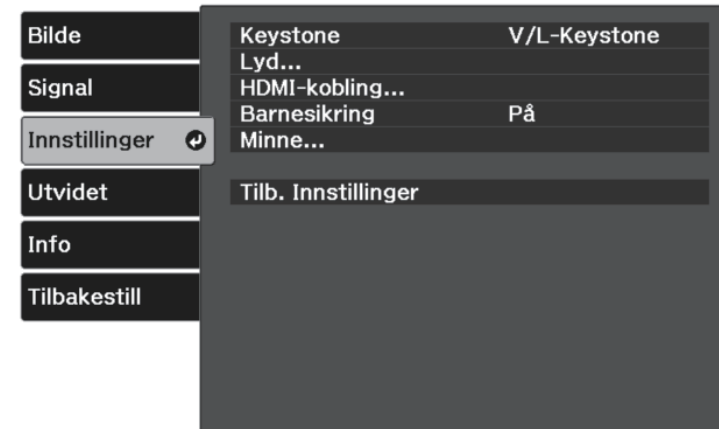 Bilde
Signal
Innstillinger
Utvidet
Info
Tilbakestill
Keystone V/L-Keystone
Lyd...
HDMI-kobling...
Barnesikring På
Minne...
Tilb. Innstillinger